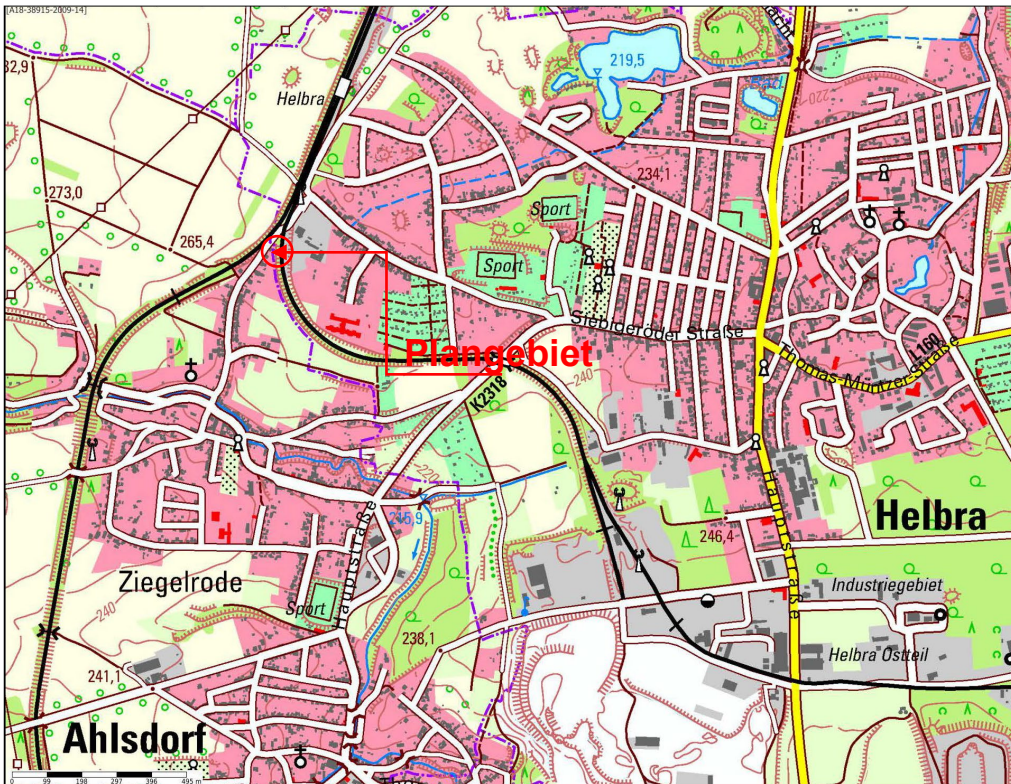 [A18-38915-2009-14]
219,5
Bad
220
Helbra
273,0
234,1
265,4
Sport
Sport
Siebigeröder Straße
L160
Plangebiet
Thomas-Müntzer-Straße
K2318
240
220
Hauptstraße
Helbra
246,4
215,9
Hauptstraße
Ziegelrode
240
Sport
Industriegebiet
238,1
Helbra Ostteil
241,1
Ahlsdorf
0 99 198 297 396 495 m